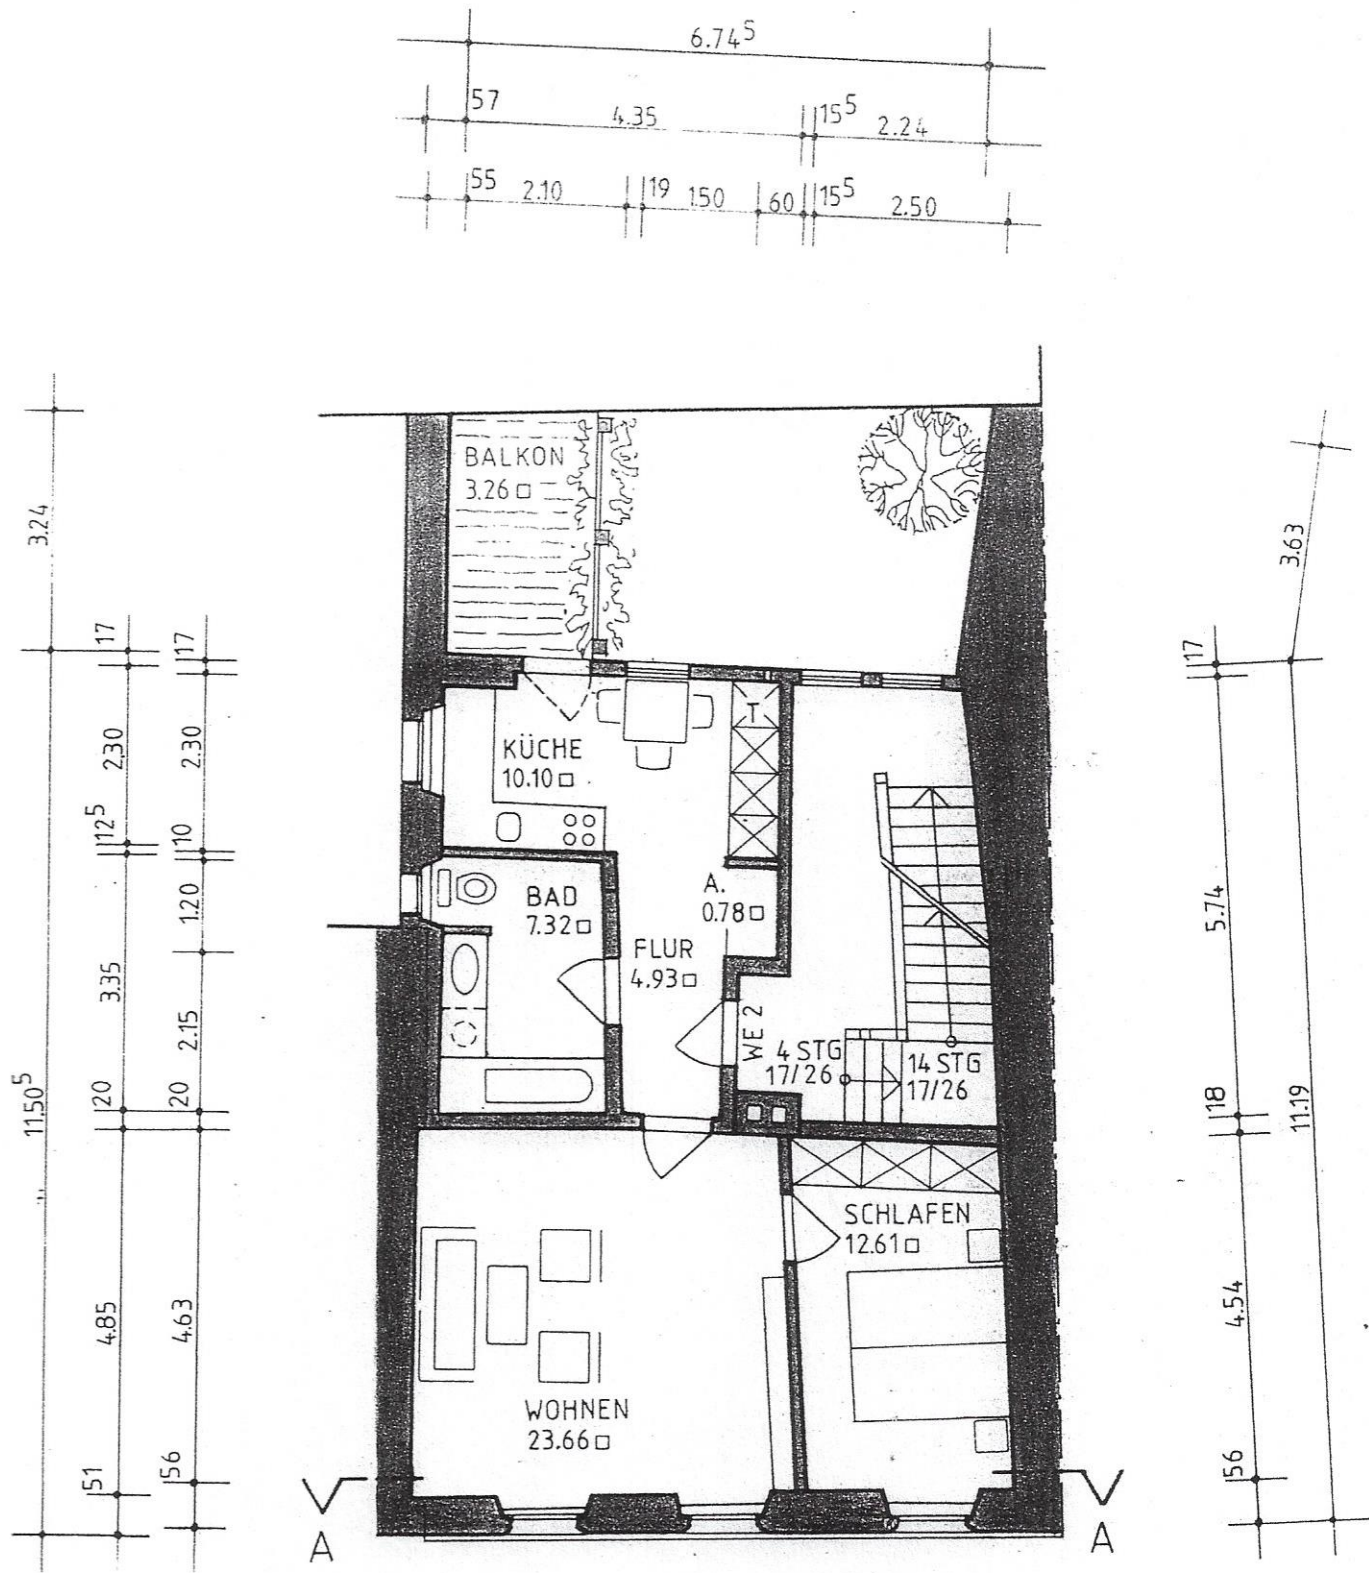 6.74⁵
57 4.35 15⁵ 2.24
55 2.10 19 1.50 60 15⁵ 2.50
3.24
11.50⁵
17
2.30
12⁵
3.35
20
4.85
51
17
2.30
10
1.20
2.15
20
4.63
56
BALKON
3.26 □
KÜCHE
10.10 □
T
BAD
7.32 □
A.
0.78 □
FLUR
4.93 □
WE 2
4 STG
17/26
14 STG
17/26
SCHLAFEN
12.61 □
WOHNEN
23.66 □
A
A
3.63
17
5.74
18
4.54
56
11.19